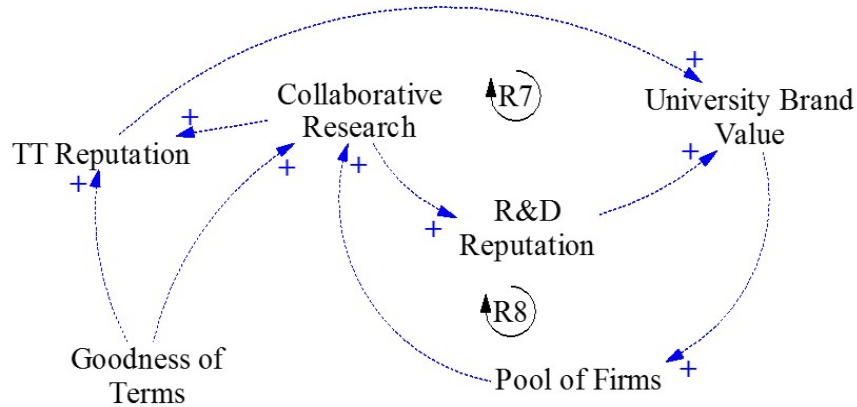 Collaborative
Research
R7
University Brand
Value
TT Reputation
R&D
Reputation
R8
Goodness of
Terms
Pool of Firms
+
+
+
+
+
+
+
+